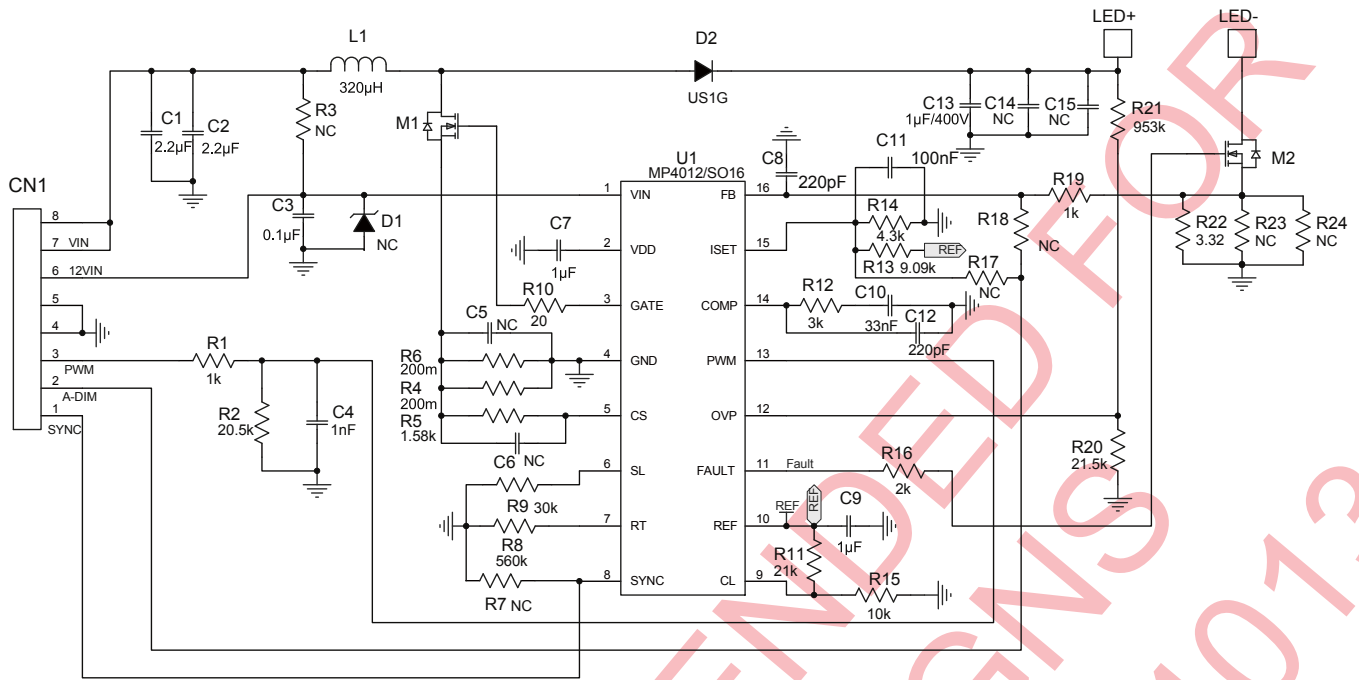 LED+
LED-
L1
320µH
D2
US1G
R3
NC
C1
2.2µF
C2
2.2µF
M1
C13
1µF/400V
C14
NC
C15
NC
R21
953k
M2
CN1
8
7
VIN
6
12VIN
5
4
3
PWM
2
A-DIM
1
SYNC
C3
0.1µF
D1
NC
C8
220pF
C11
100nF
U1
MP4012/SO16
1
VIN
2
VDD
3
GATE
4
GND
5
CS
6
SL
7
RT
8
SYNC
FB
16
ISET
15
COMP
14
PWM
13
OVP
12
FAULT
11
Fault
REF
10
CL
9
C7
1µF
R10
20
C5
NC
R6
200m
R4
200m
R5
1.58k
C6
NC
R9
30k
R8
560k
R7 NC
R1
1k
R2
20.5k
C4
1nF
R14
4.3k
R13 9.09k
REF
R17
NC
R18
NC
R19
1k
R22
3.32
R23
NC
R24
NC
R12
3k
C10
33nF
C12
220pF
R16
2k
R20
21.5k
REF
REF
C9
1µF
R11
21k
R15
10k
ENDED FOR
GNS
4013